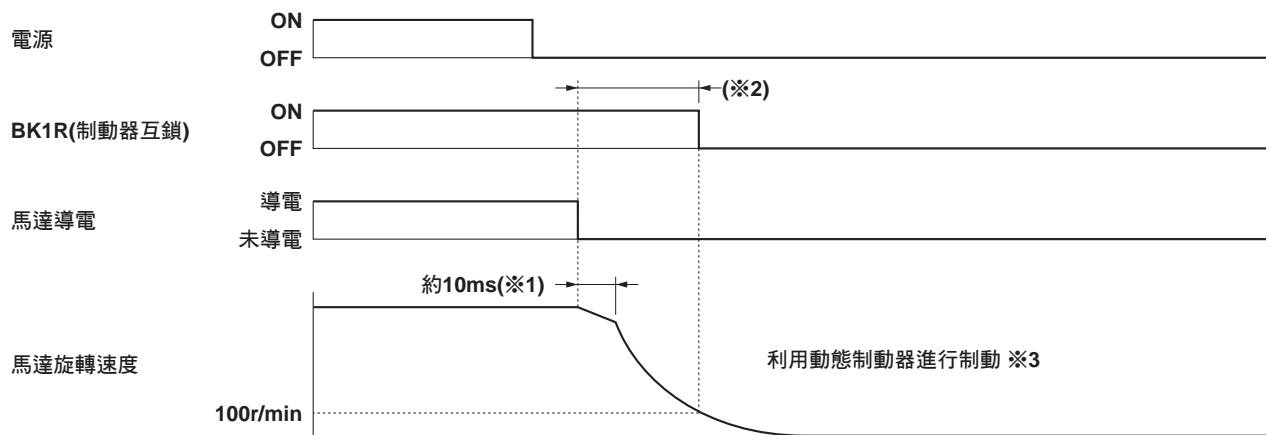 電源
ON
OFF
(※2)
BK1R(制動器互鎖)
ON
OFF
馬達導電
導電
未導電
約10ms(※1)
馬達旋轉速度
利用動態制動器進行制動 ※3
100r/min